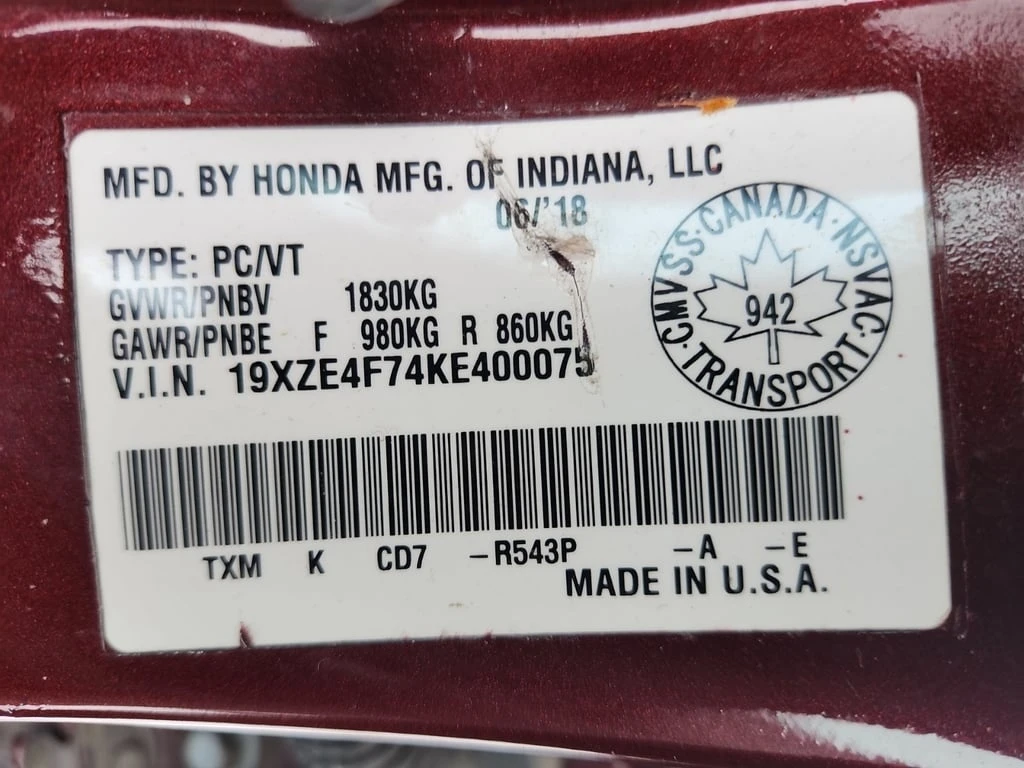 MFD. BY HONDA MFG. OF INDIANA, LLC
06/'18
TYPE: PC/VT
GVWR/PNBV 1830KG
GAWR/PNBE F 980KG R 860KG
V.I.N. 19XZE4F74KE400075
CMVSS·CANADA·NSVAC·TRANSPORT·
942
TXM K CD7 -R543P -A -E
MADE IN U.S.A.